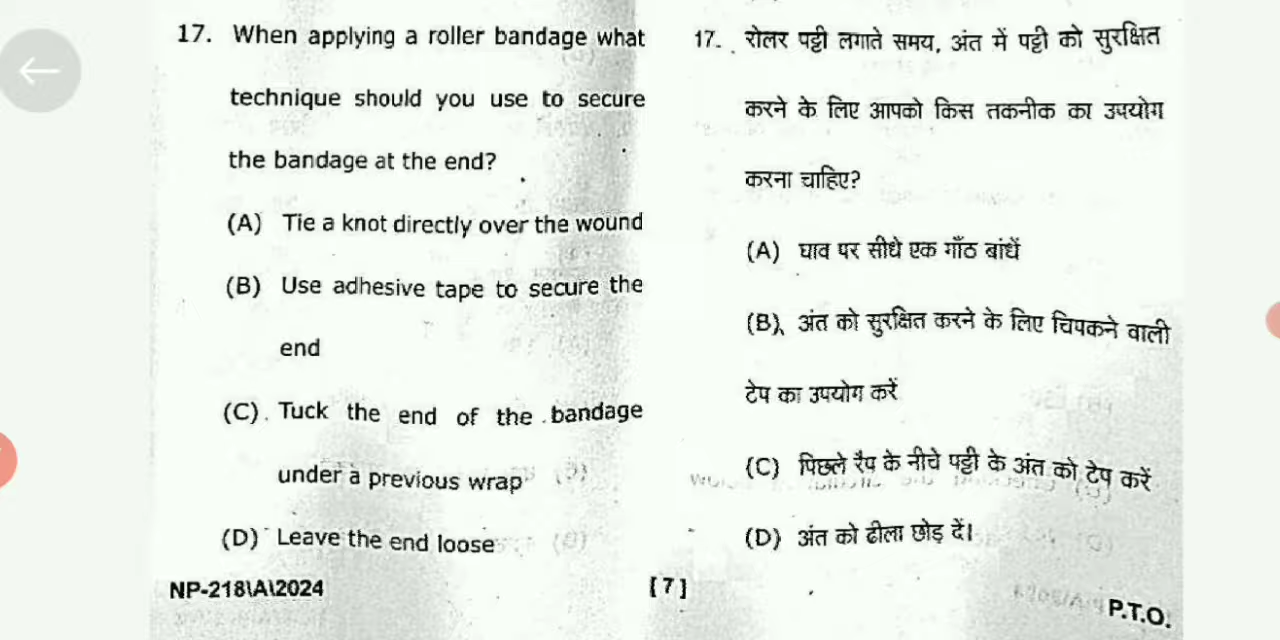 17. When applying a roller bandage what
technique should you use to secure
the bandage at the end?
(A) Tie a knot directly over the wound
(B) Use adhesive tape to secure the
end
(C) Tuck the end of the bandage
under a previous wrap
(D) Leave the end loose
NP-218\A\2024
17. रोलर पट्टी लगाते समय, अंत में पट्टी को सुरक्षित
करने के लिए आपको किस तकनीक का उपयोग
करना चाहिए?
(A) घाव पर सीधे एक गाँठ बांधें
(B) अंत को सुरक्षित करने के लिए चिपकने वाली
टेप का उपयोग करें
(C) पिछले रैप के नीचे पट्टी के अंत को टेप करें
(D) अंत को ढीला छोड़ दें।
[7]
P.T.O.